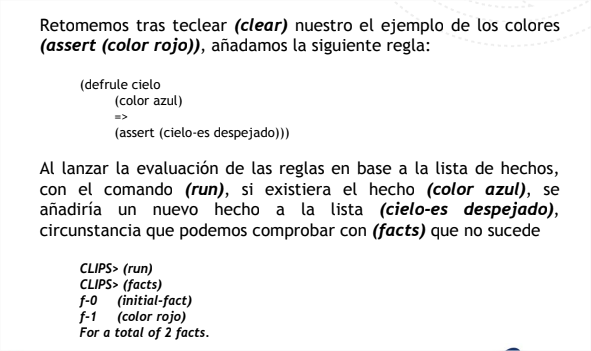 Retomemos tras teclear (clear) nuestro el ejemplo de los colores
(assert (color rojo)), añadamos la siguiente regla:
(defrule cielo
(color azul)
=>
(assert (cielo-es despejado)))
Al lanzar la evaluación de las reglas en base a la lista de hechos,
con el comando (run), si existiera el hecho (color azul), se
añadiría un nuevo hecho a la lista (cielo-es despejado),
circunstancia que podemos comprobar con (facts) que no sucede
CLIPS> (run)
CLIPS> (facts)
f-0 (initial-fact)
f-1 (color rojo)
For a total of 2 facts.